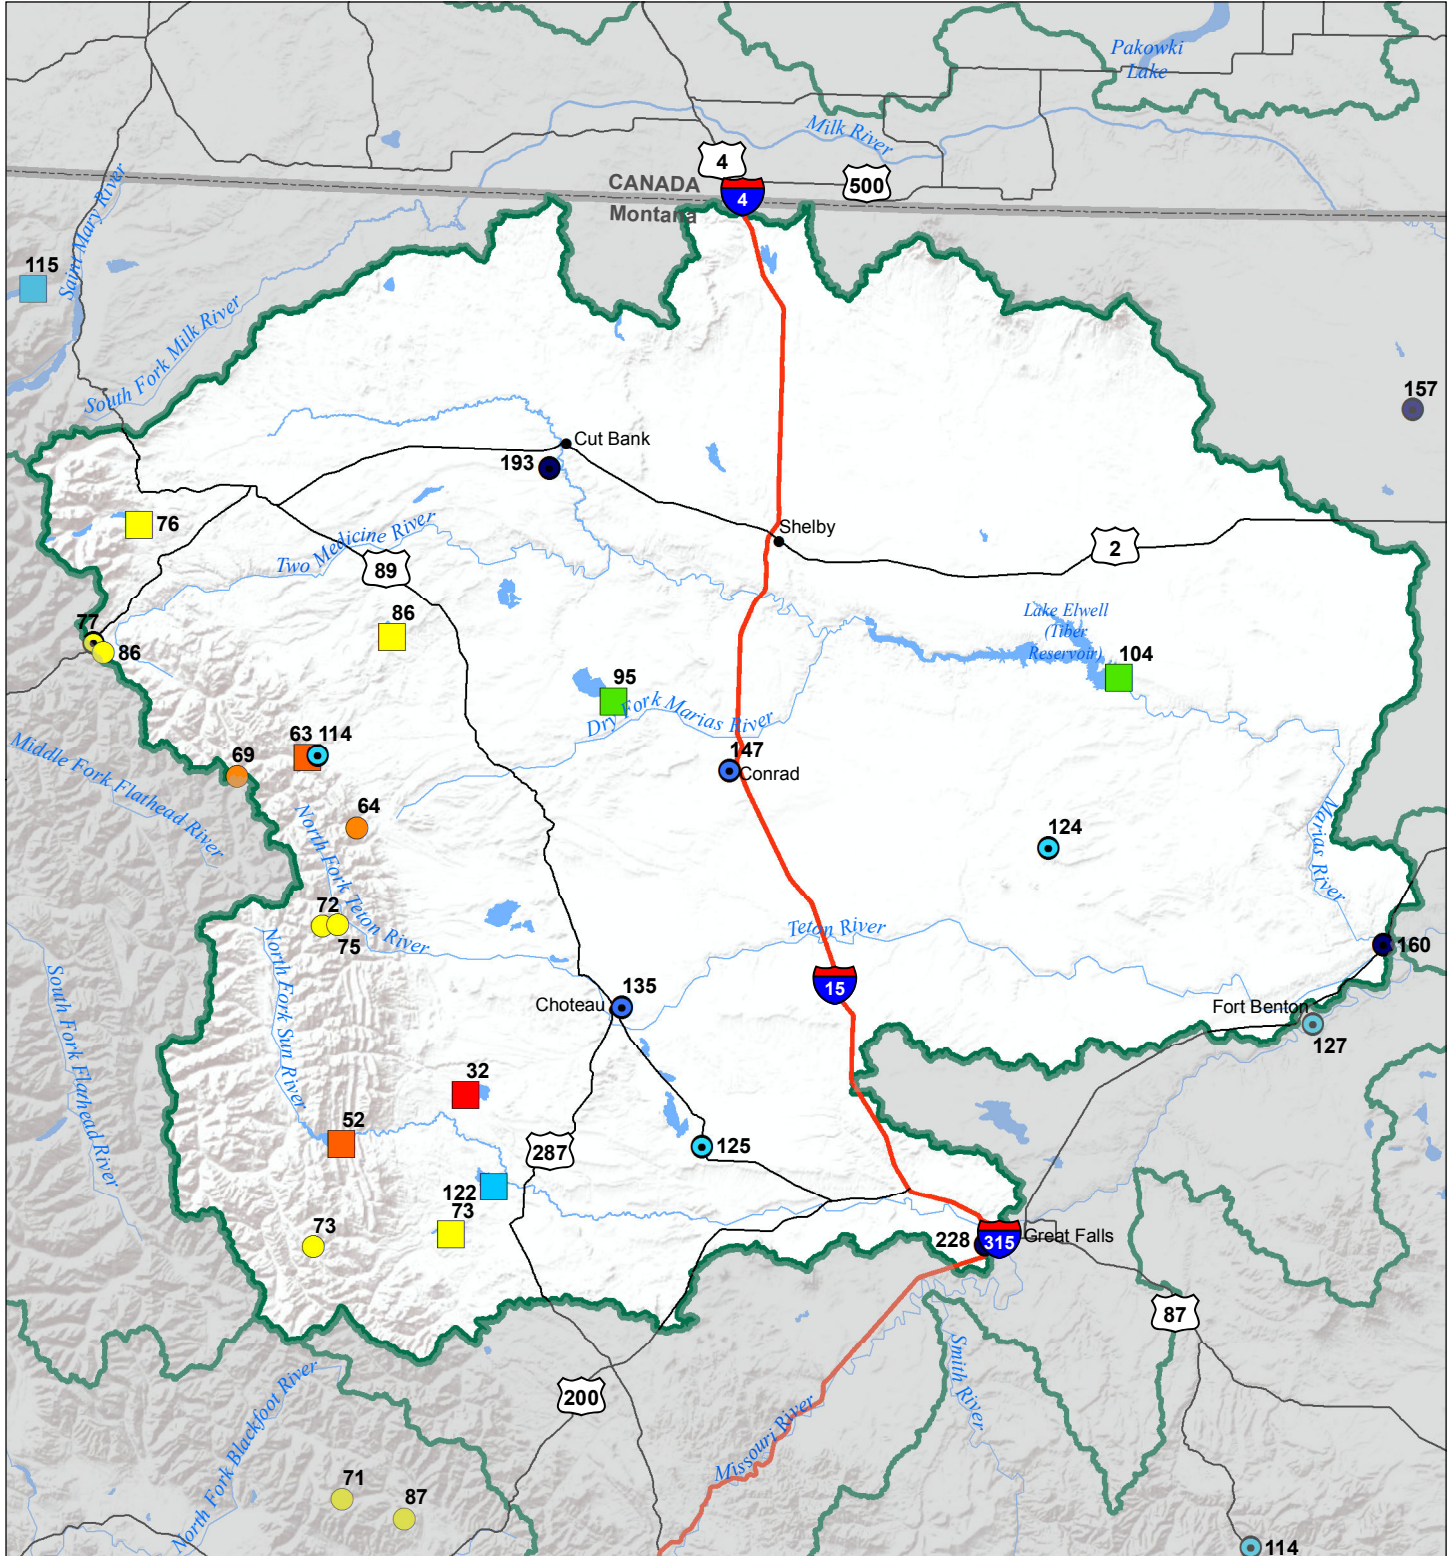 Pakowki
Lake
Milk River
4
500
CANADA
4
Montana
Saint Mary River
115
South Fork Milk River
157
Cut Bank
193
76
Shelby
Two Medicine River
2
89
86
Lake Elwell
(Tiber
Reservoir)
77
86
104
95
Dry Fork Marias River
63
114
147
Conrad
69
Middle Fork Flathead River
64
124
Marias River
North Fork Teton River
72
75
Teton River
160
North Fork Sun River
South Fork Flathead River
15
135
Choteau
Fort Benton
127
32
52
287
125
122
73
73
228
315
Great Falls
87
Smith River
200
North Fork Blackfoot River
Missouri River
71
87
114